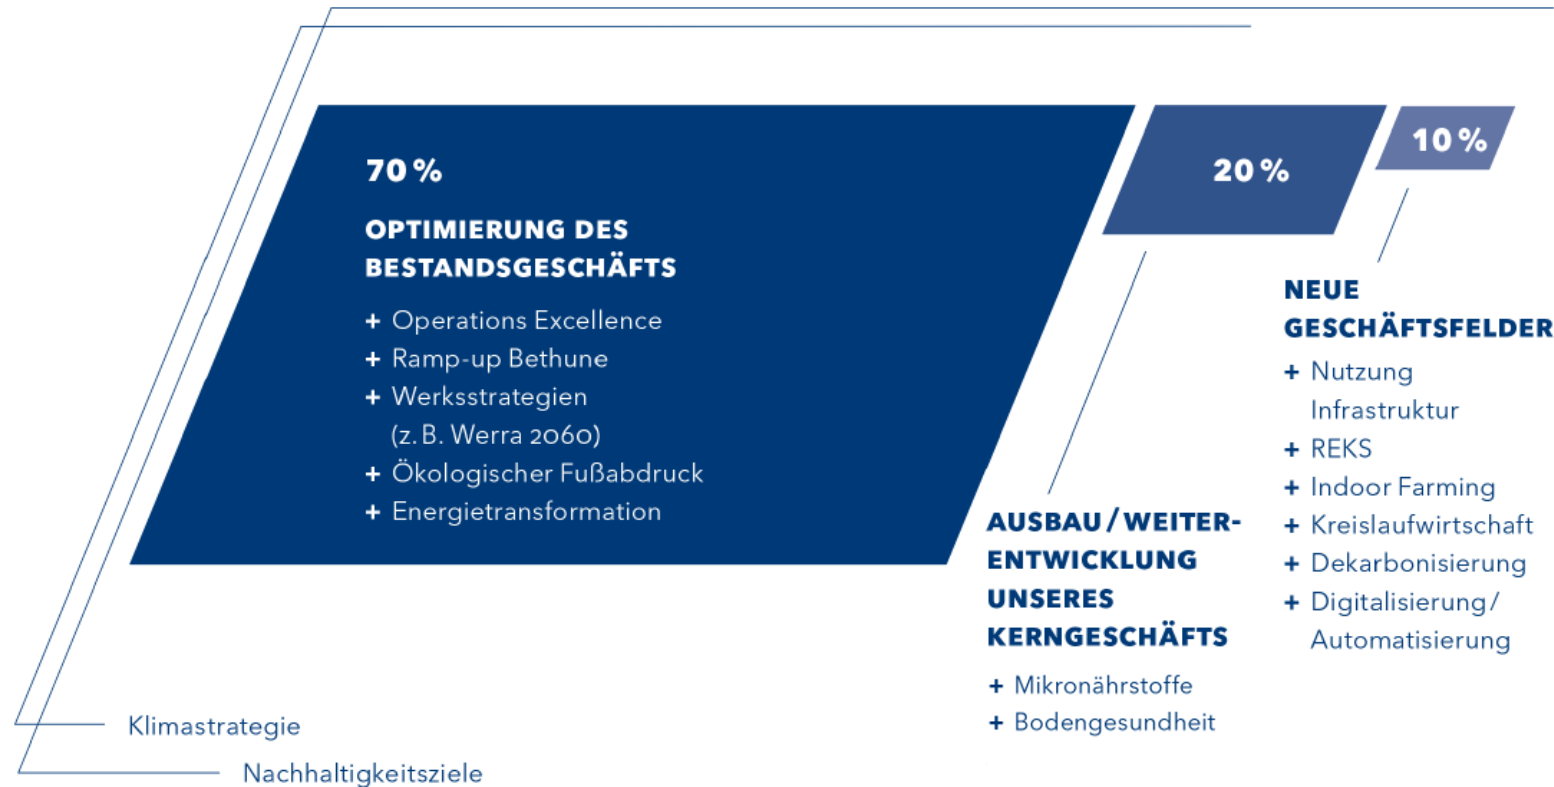 70 %
OPTIMIERUNG DES
BESTANDSGESCHÄFTS
+ Operations Excellence
+ Ramp-up Bethune
+ Werksstrategien
(z. B. Werra 2060)
+ Ökologischer Fußabdruck
+ Energietransformation
20 %
AUSBAU / WEITER-
ENTWICKLUNG
UNSERES
KERNGESCHÄFTS
+ Mikronährstoffe
+ Bodengesundheit
10 %
NEUE
GESCHÄFTSFELDER
+ Nutzung
Infrastruktur
+ REKS
+ Indoor Farming
+ Kreislaufwirtschaft
+ Dekarbonisierung
+ Digitalisierung /
Automatisierung
Klimastrategie
Nachhaltigkeitsziele